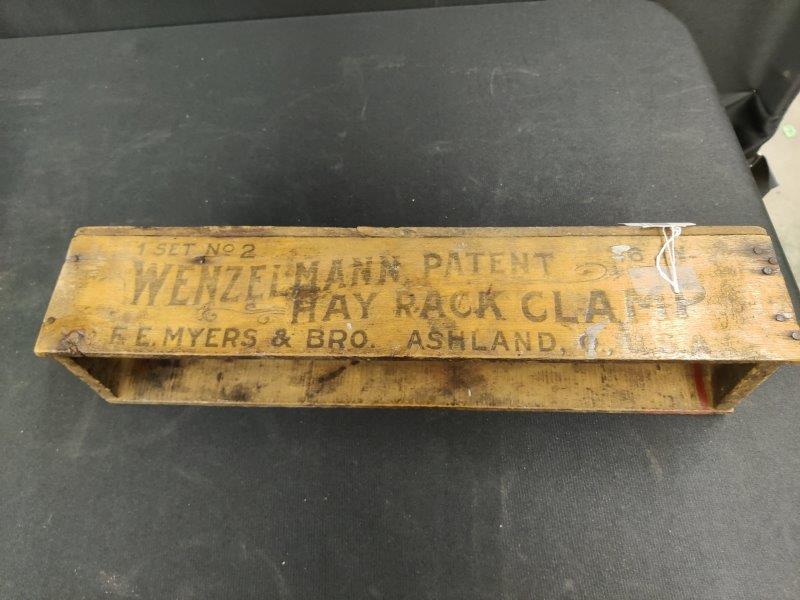 1 SET Nº 2
WENZELMANN PATENT
HAY RACK CLAMP
F. E. MYERS & BRO. ASHLAND, O., U.S.A.